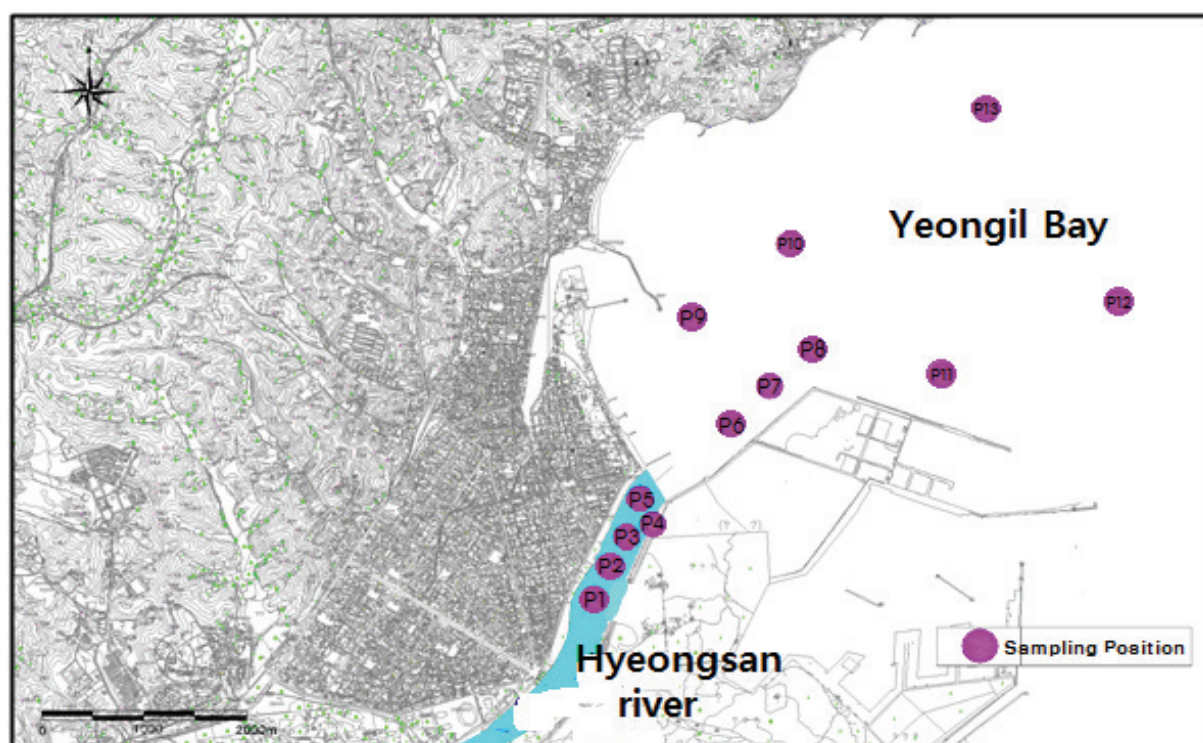 P13
Yeongil Bay
P10
P12
P9
P8
P11
P7
P6
P5
P4
P3
(? ?)
P2
P1
Sampling Position
Hyeongsan
river
0 1000 2000m